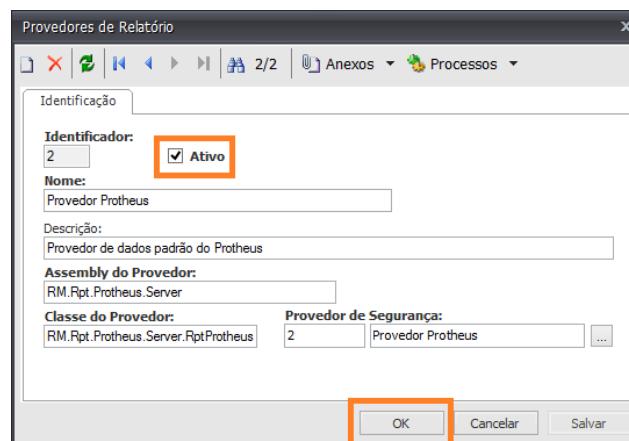 Provedores de Relatório x
2/2 Anexos Processos
Identificação
Identificador:
2 Ativo
Nome:
Provedor Protheus
Descrição:
Provedor de dados padrão do Protheus
Assembly do Provedor:
RM.Rpt.Protheus.Server
Classe do Provedor: Provedor de Segurança:
RM.Rpt.Protheus.Server.RptProtheus 2 Provedor Protheus ...
OK Cancelar Salvar